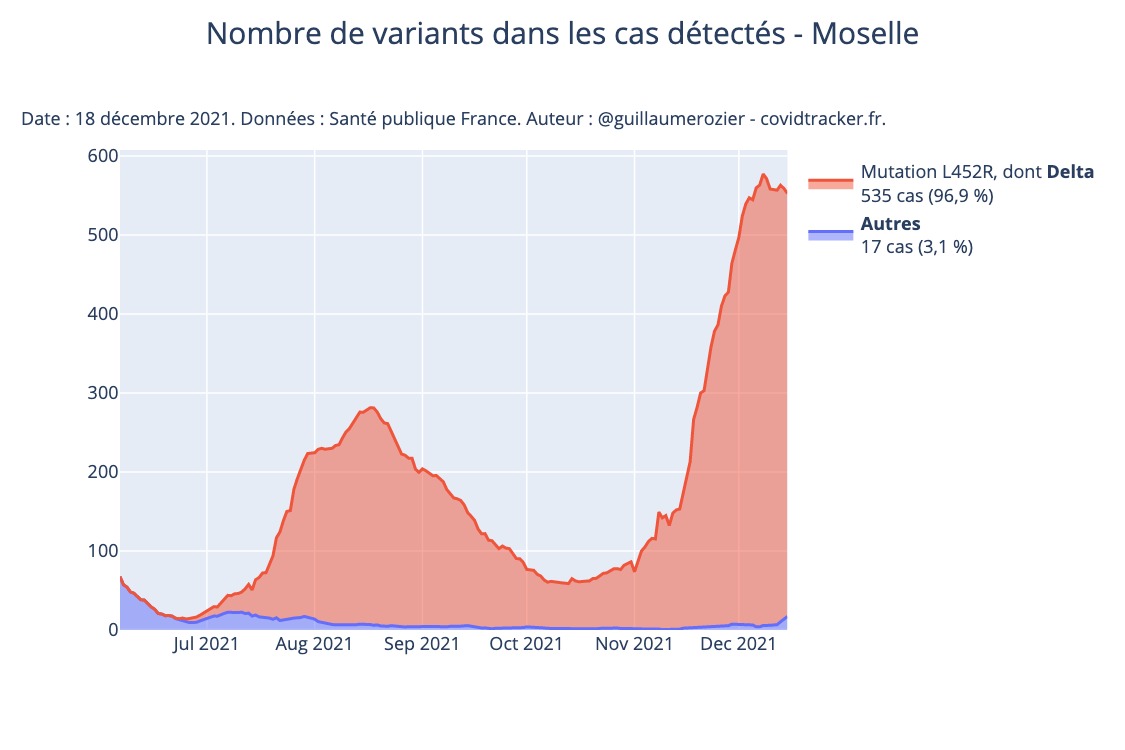 Nombre de variants dans les cas détectés - Moselle
Date : 18 décembre 2021. Données : Santé publique France. Auteur : @guillaumerozier - covidtracker.fr.
600
500
400
300
200
100
0
Jul 2021 Aug 2021 Sep 2021 Oct 2021 Nov 2021 Dec 2021
Mutation L452R, dont Delta
535 cas (96,9 %)
Autres
17 cas (3,1 %)